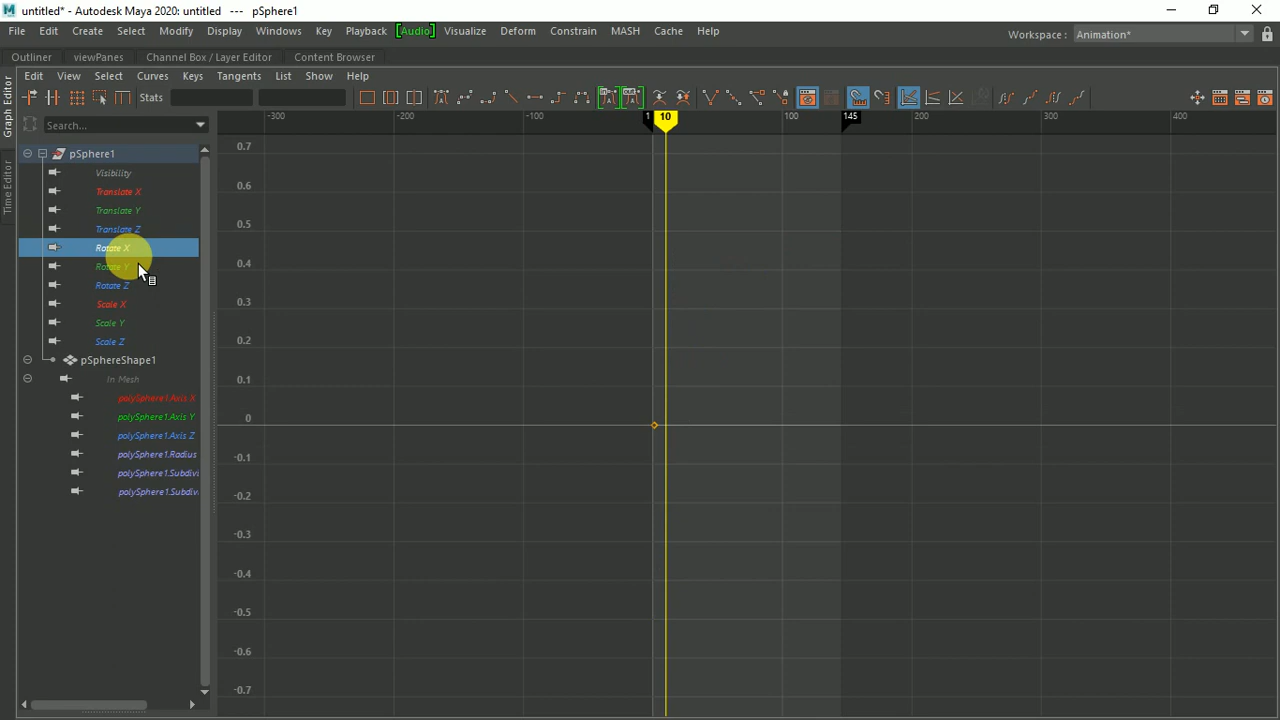 untitled* - Autodesk Maya 2020: untitled --- pSphere1
File Edit Create Select Modify Display Windows Key Playback [Audio] Visualize Deform Constrain MASH Cache Help
Workspace : Animation*
Outliner viewPanes Channel Box / Layer Editor Content Browser
Edit View Select Curves Keys Tangents List Show Help
Stats
Graph Editor
Time Editor
Search...
-300 -100 1 10 100 145 200 300 400
pSphere1
Visibility
Translate X
Translate Y
Translate Z
Rotate X
Rotate Y
Rotate Z
Scale X
Scale Y
Scale Z
pSphereShape1
In Mesh
polySphere1.Axis X
polySphere1.Axis Y
polySphere1.Axis Z
polySphere1.Radius
polySphere1.Subdivi
polySphere1.Subdivi
0.7
0.6
0.5
0.4
0.3
0.2
0.1
0
-0.1
-0.2
-0.3
-0.4
-0.5
-0.6
-0.7
-200